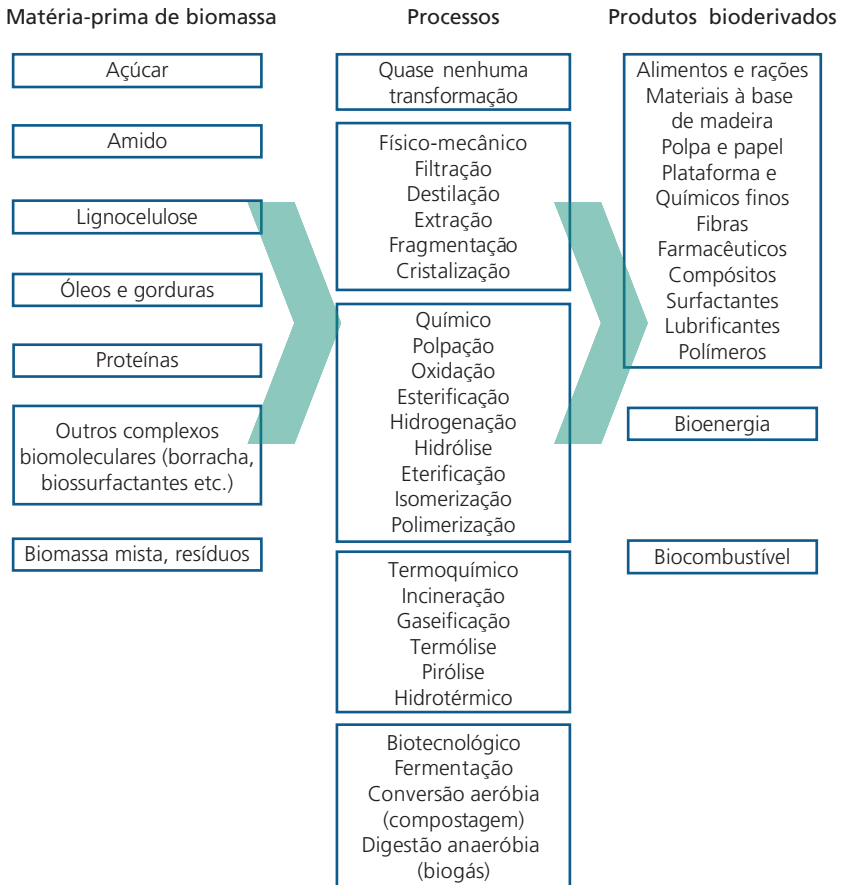 Matéria-prima de biomassa
Açúcar
Amido
Lignocelulose
Óleos e gorduras
Proteínas
Outros complexos
biomoleculares (borracha,
biossurfactantes etc.)
Biomassa mista, resíduos
Processos
Quase nenhuma
transformação
Físico-mecânico
Filtração
Destilação
Extração
Fragmentação
Cristalização
Químico
Polpação
Oxidação
Esterificação
Hidrogenação
Hidrólise
Eterificação
Isomerização
Polimerização
Termoquímico
Incineração
Gaseificação
Termólise
Pirólise
Hidrotérmico
Biotecnológico
Fermentação
Conversão aeróbia
(compostagem)
Digestão anaeróbia
(biogás)
Produtos bioderivados
Alimentos e rações
Materiais à base
de madeira
Polpa e papel
Plataforma e
Químicos finos
Fibras
Farmacêuticos
Compósitos
Surfactantes
Lubrificantes
Polímeros
Bioenergia
Biocombustível